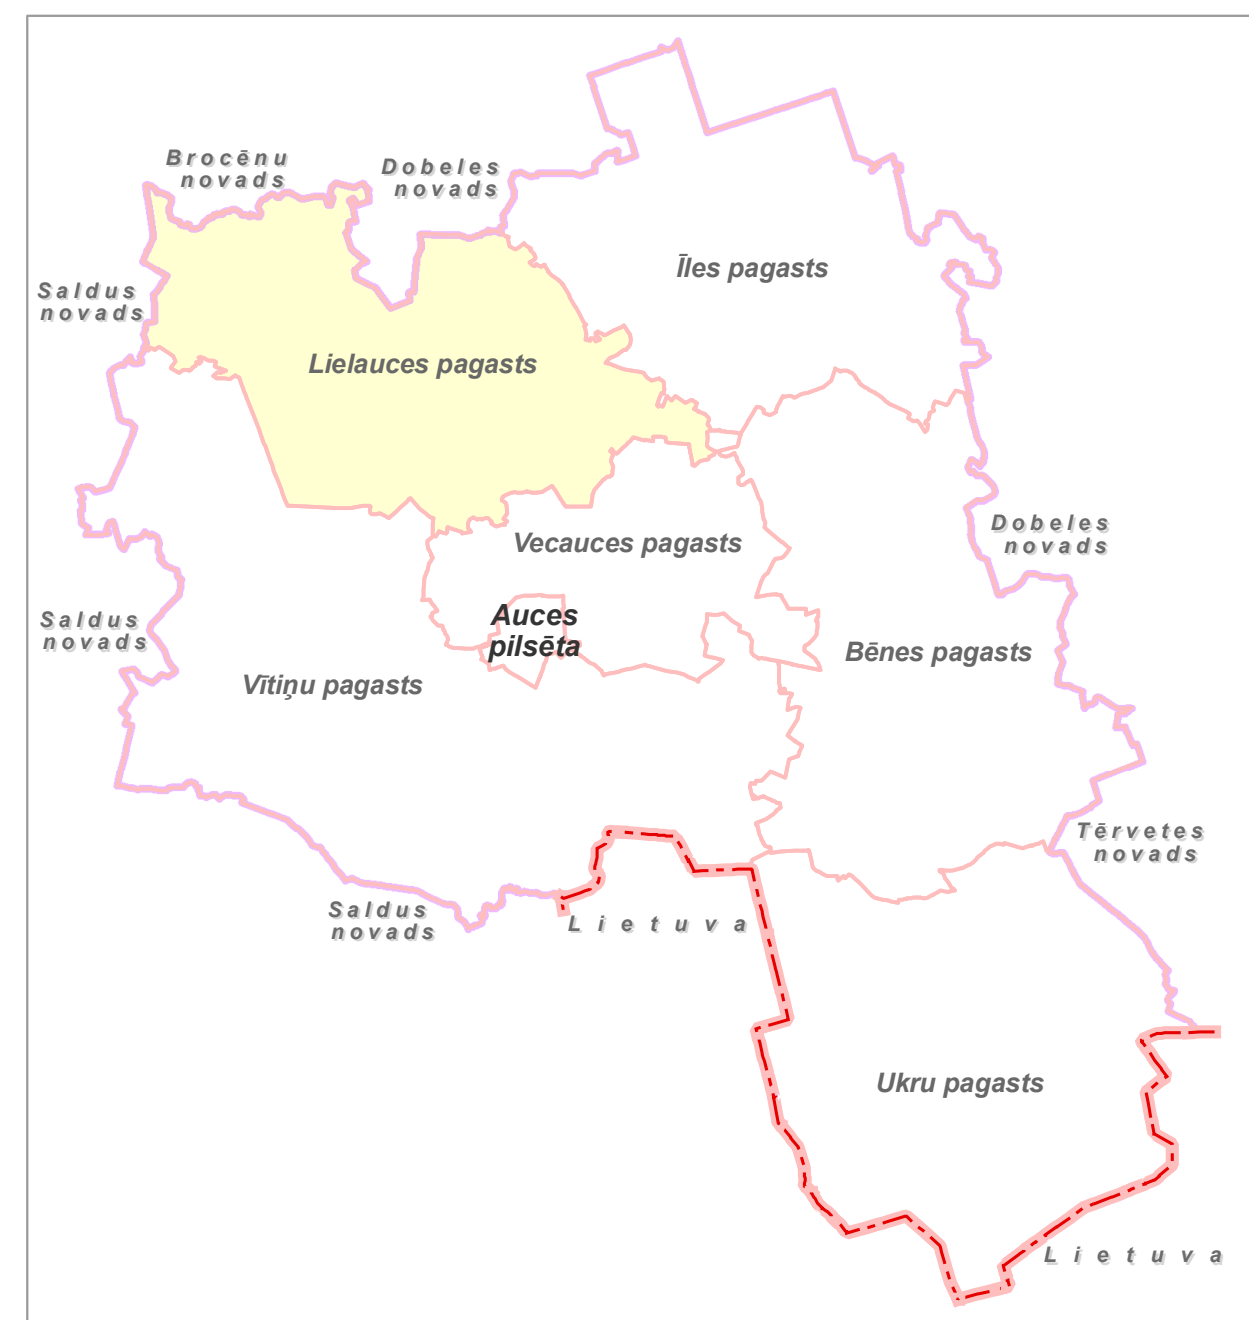 Brocēnu
novads
Dobeles
novads
Īles pagasts
Saldus
novads
Lielauces pagasts
Dobeles
novads
Vecauces pagasts
Auces
pilsēta
Saldus
novads
Bēnes pagasts
Vītiņu pagasts
Tērvetes
novads
Saldus
novads
Lietuva
Ukru pagasts
Lietuva